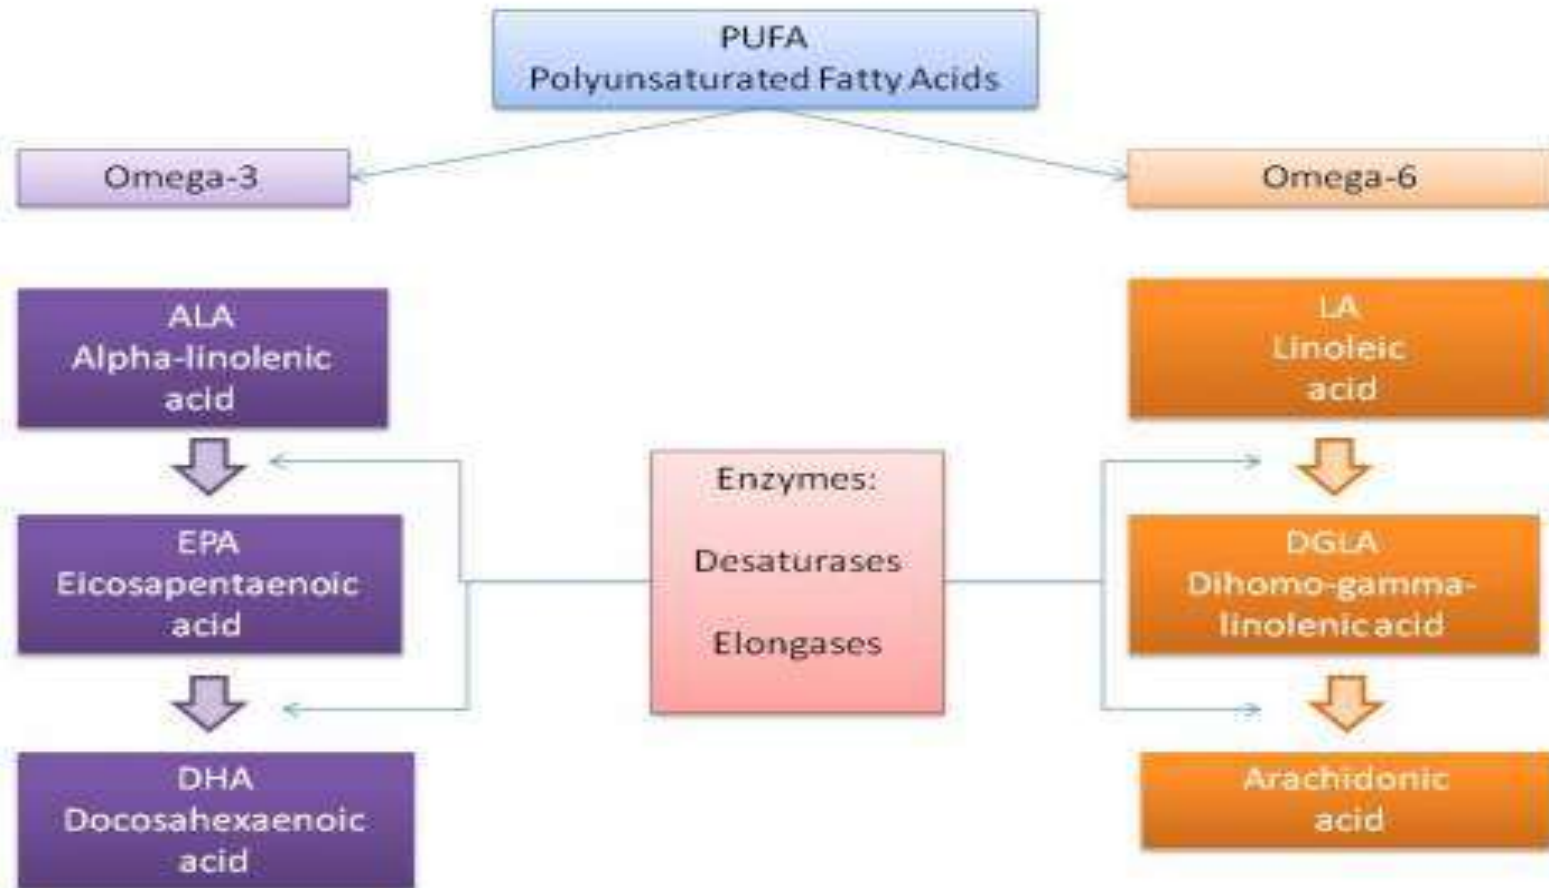 PUFA
Polyunsaturated Fatty Acids
Omega-3
Omega-6
ALA
Alpha-linolenic
acid
LA
Linoleic
acid
Enzymes:
Desaturases
Elongases
EPA
Eicosapentaenoic
acid
DGLA
Dihomo-gamma-
linolenic acid
DHA
Docosahexaenoic
acid
Arachidonic
acid